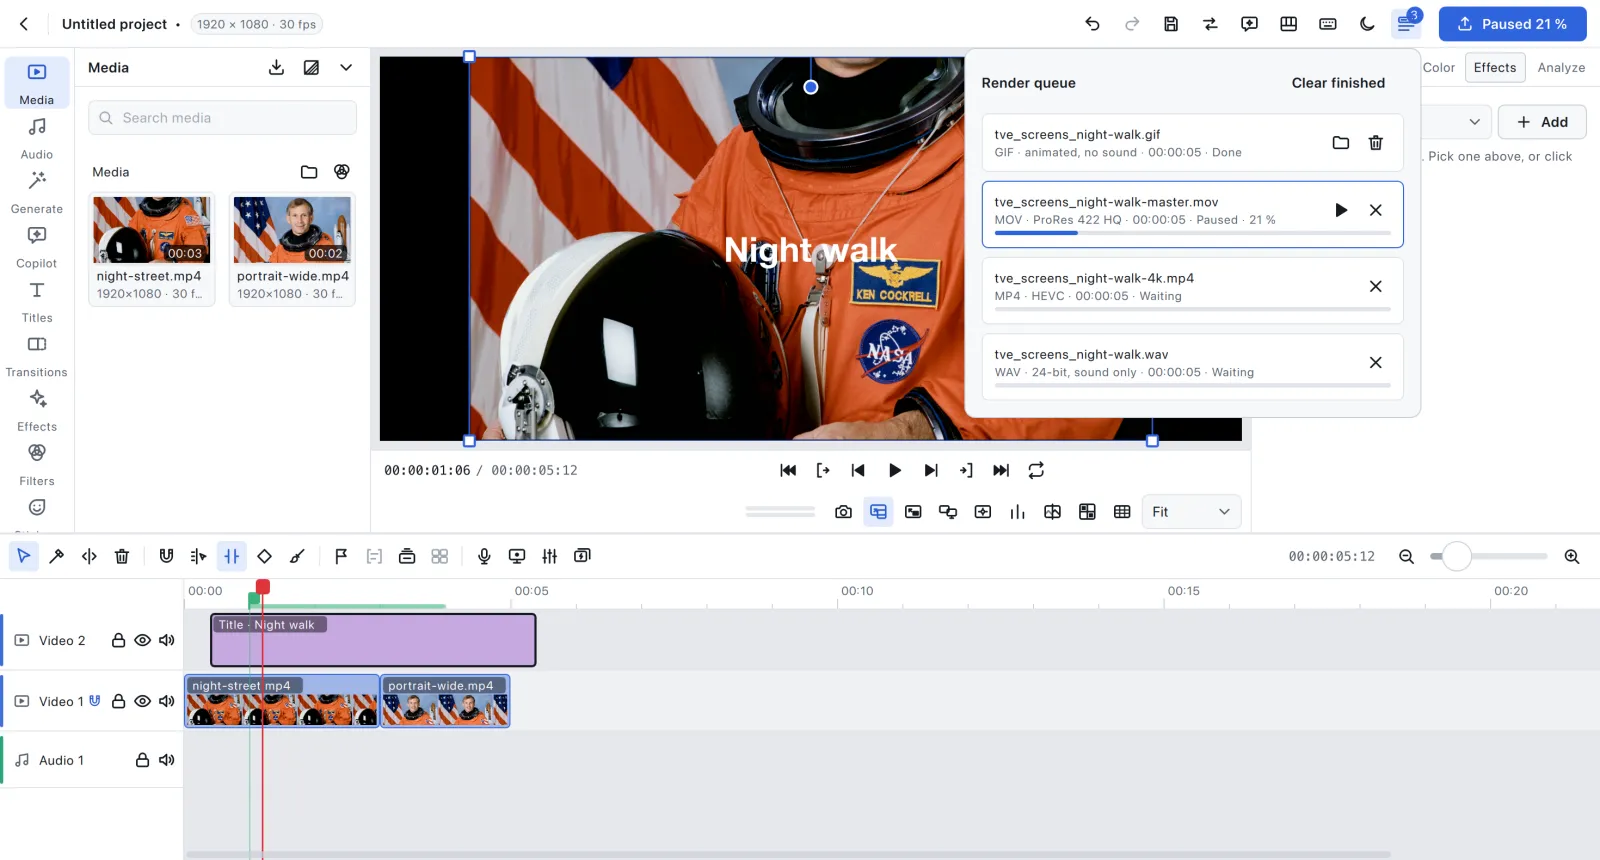 Untitled project • 1920 × 1080 · 30 fps
3
Paused 21 %
Media
Audio
Generate
Copilot
Titles
Transitions
Effects
Filters
Media
Search media
Media
00:03
night-street.mp4
1920×1080 · 30 f...
00:02
portrait-wide.mp4
1920×1080 · 30 f...
Night walk
KEN COCKRELL
NASA
Render queue
Clear finished
tve_screens_night-walk.gif
GIF · animated, no sound · 00:00:05 · Done
tve_screens_night-walk-master.mov
MOV · ProRes 422 HQ · 00:00:05 · Paused · 21 %
tve_screens_night-walk-4k.mp4
MP4 · HEVC · 00:00:05 · Waiting
tve_screens_night-walk.wav
WAV · 24-bit, sound only · 00:00:05 · Waiting
Color
Effects
Analyze
Add
. Pick one above, or click
00:00:01:06 / 00:00:05:12
Fit
00:00:05:12
00:00
00:05
00:10
00:15
00:20
Video 2
Title · Night walk
Video 1
night-street.mp4
portrait-wide.mp4
Audio 1